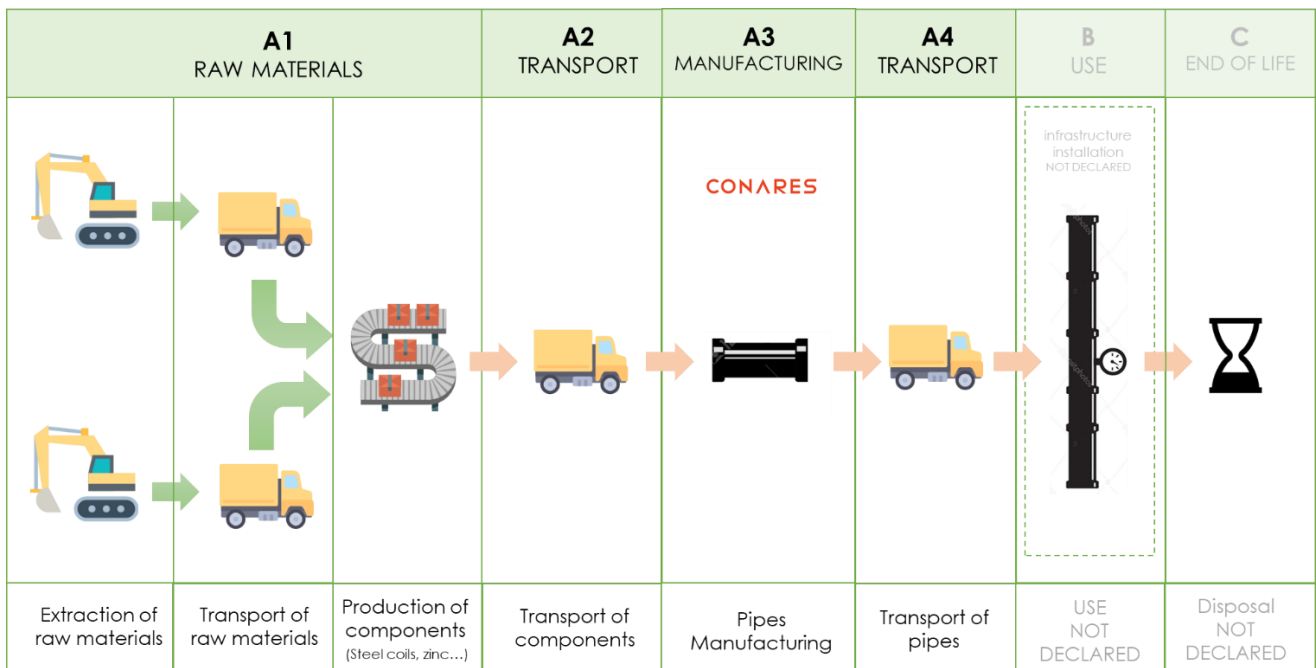 A1
RAW MATERIALS
A2
TRANSPORT
A3
MANUFACTURING
A4
TRANSPORT
B
USE
C
END OF LIFE
infrastructure
installation
NOT DECLARED
CONARES
Extraction of
raw materials
Transport of
raw materials
Production of
components
(Steel coils, zinc...)
Transport of
components
Pipes
Manufacturing
Transport of
pipes
USE
NOT
DECLARED
Disposal
NOT
DECLARED